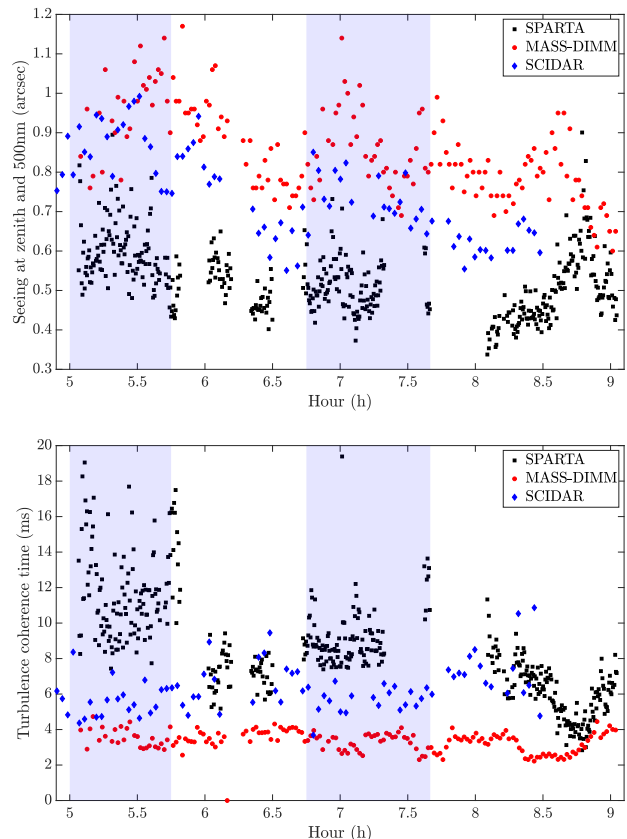 1.2
1.1
1
0.9
0.8
0.7
0.6
0.5
0.4
0.3
Seeing at zenith and 500nm (arcsec)
SPARTA
MASS-DIMM
SCIDAR
5 5.5 6 6.5 7 7.5 8 8.5 9
Hour (h)
20
18
16
14
12
10
8
6
4
2
0
Turbulence coherence time (ms)
SPARTA
MASS-DIMM
SCIDAR
5 5.5 6 6.5 7 7.5 8 8.5 9
Hour (h)